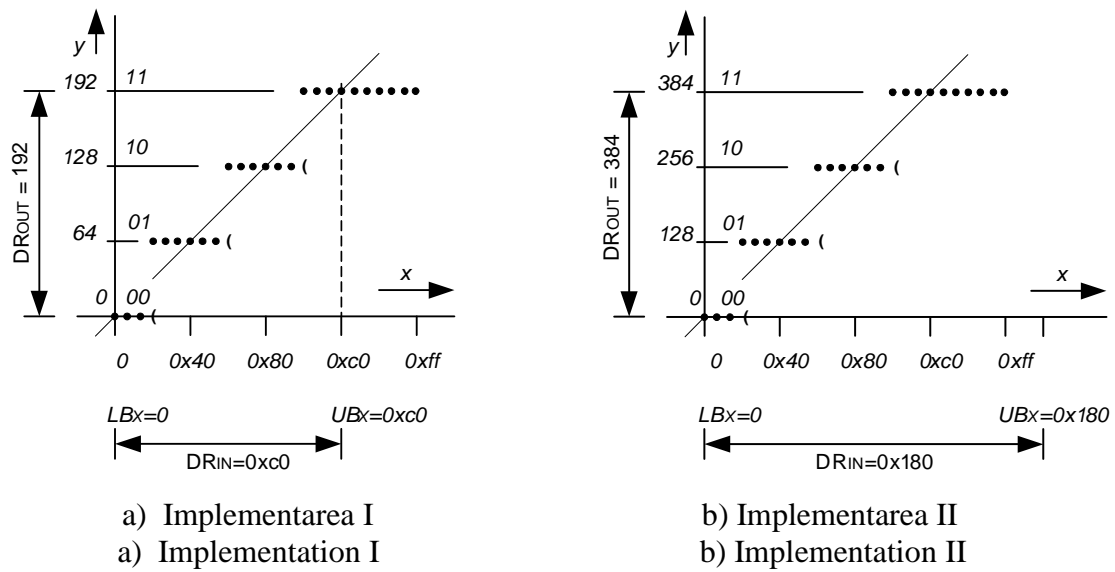 y
192 11
128 10
64 01
0 00
DROUT = 192
x
0 0x40 0x80 0xc0 0xff
LBX=0 UBX=0xc0
DRIN=0xc0
a) Implementarea I
a) Implementation I
y
384 11
256 10
128 01
0 00
DROUT = 384
x
0 0x40 0x80 0xc0 0xff
LBX=0 UBX=0x180
DRIN=0x180
b) Implementarea II
b) Implementation II